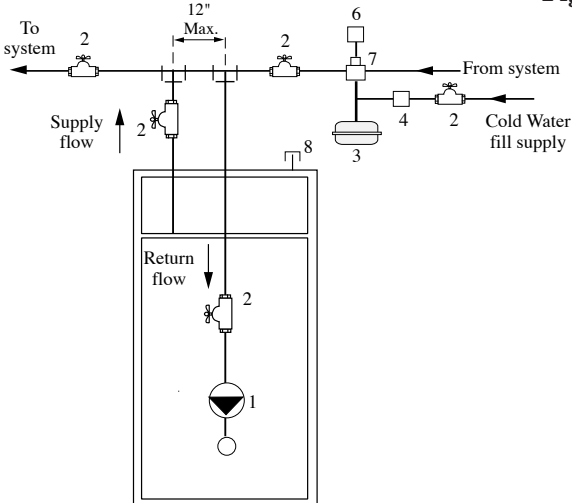 Dig
12"
Max.
To
system
2
2
6
7
From system
Supply
flow
2
4
2
Cold Water
fill supply
3
8
Return
flow
2
1